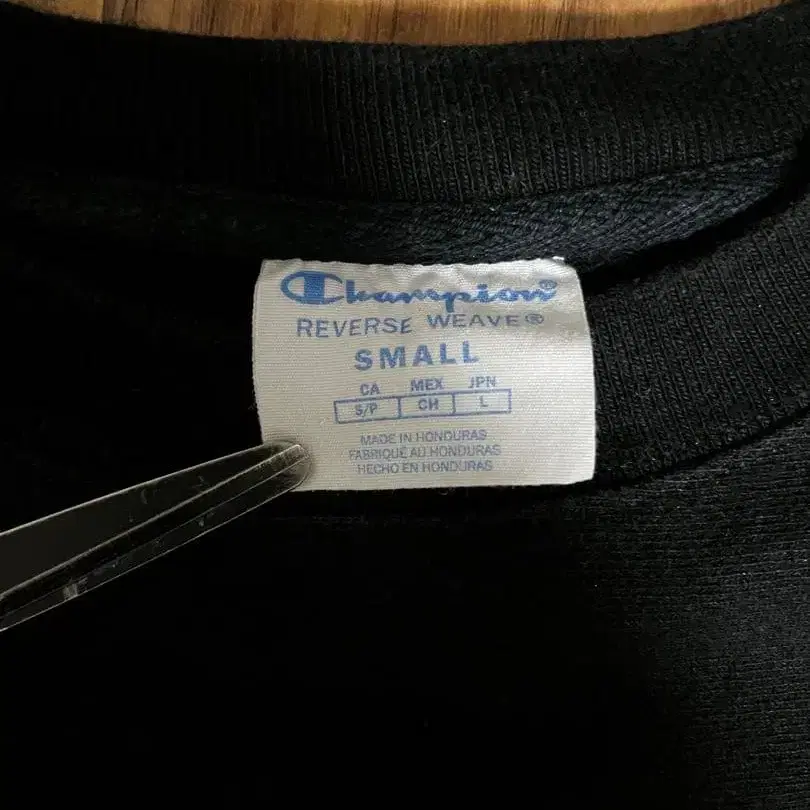 Champion®
REVERSE WEAVE®
SMALL
CA MEX JPN
S/P CH L
MADE IN HONDURAS
FABRIQUÉ AU HONDURAS
HECHO EN HONDURAS